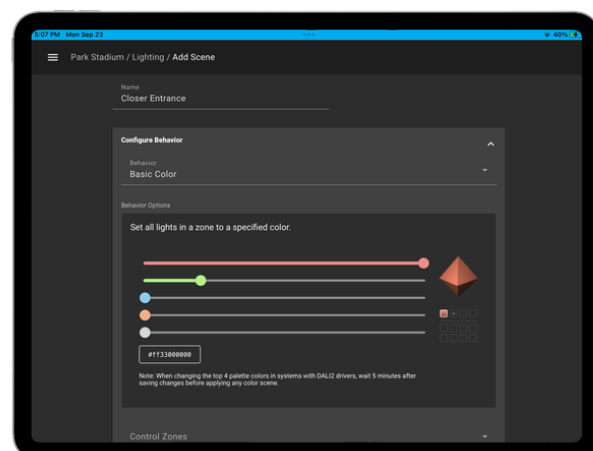 5:07 PM Mon Sep 23
40%
Park Stadium / Lighting / Add Scene
Name
Closer Entrance
Configure Behavior
Behavior
Basic Color
Behavior Options
Set all lights in a zone to a specified color.
#ff33000000
Note: When changing the top 4 palette colors in systems with DALI2 drivers, wait 5 minutes after
saving changes before applying any color scene.
Control Zones